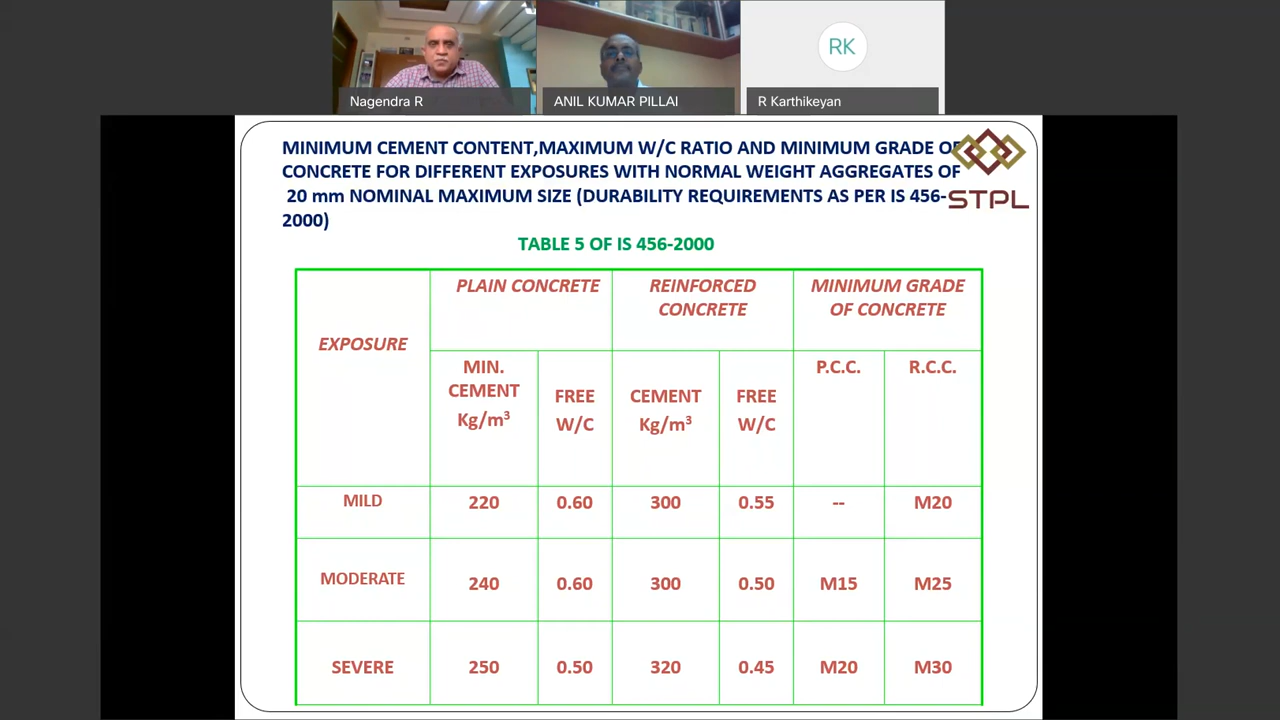 RK
Nagendra R
ANIL KUMAR PILLAI
R Karthikeyan
MINIMUM CEMENT CONTENT,MAXIMUM W/C RATIO AND MINIMUM GRADE OF
CONCRETE FOR DIFFERENT EXPOSURES WITH NORMAL WEIGHT AGGREGATES OF
20 mm NOMINAL MAXIMUM SIZE (DURABILITY REQUIREMENTS AS PER IS 456-
2000)
STPL
TABLE 5 OF IS 456-2000
EXPOSURE
PLAIN CONCRETE
REINFORCED
CONCRETE
MINIMUM GRADE
OF CONCRETE
MIN.
CEMENT
Kg/m³
FREE
W/C
CEMENT
Kg/m³
FREE
W/C
P.C.C.
R.C.C.
MILD 220 0.60 300 0.55 -- M20
MODERATE 240 0.60 300 0.50 M15 M25
SEVERE 250 0.50 320 0.45 M20 M30